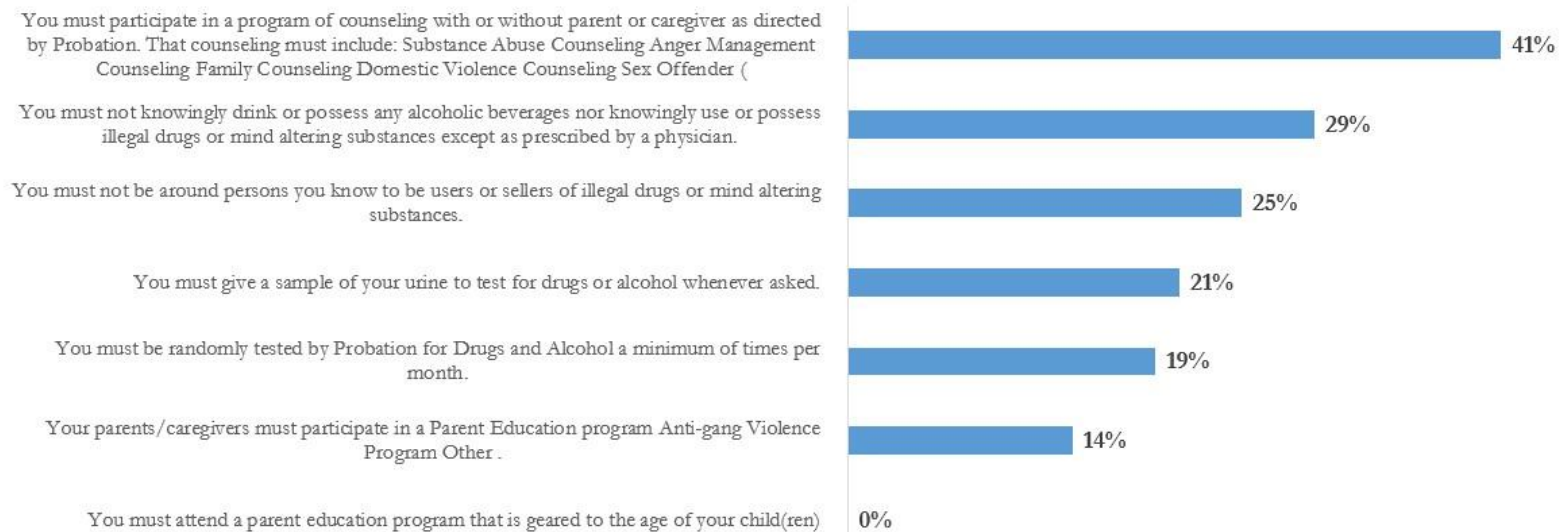 You must participate in a program of counseling with or without parent or caregiver as directed
by Probation. That counseling must include: Substance Abuse Counseling Anger Management
Counseling Family Counseling Domestic Violence Counseling Sex Offender (
41%
You must not knowingly drink or possess any alcoholic beverages nor knowingly use or possess
illegal drugs or mind altering substances except as prescribed by a physician.
29%
You must not be around persons you know to be users or sellers of illegal drugs or mind altering
substances.
25%
You must give a sample of your urine to test for drugs or alcohol whenever asked.
21%
You must be randomly tested by Probation for Drugs and Alcohol a minimum of times per
month.
19%
Your parents/caregivers must participate in a Parent Education program Anti-gang Violence
Program Other .
14%
You must attend a parent education program that is geared to the age of your child(ren)
0%